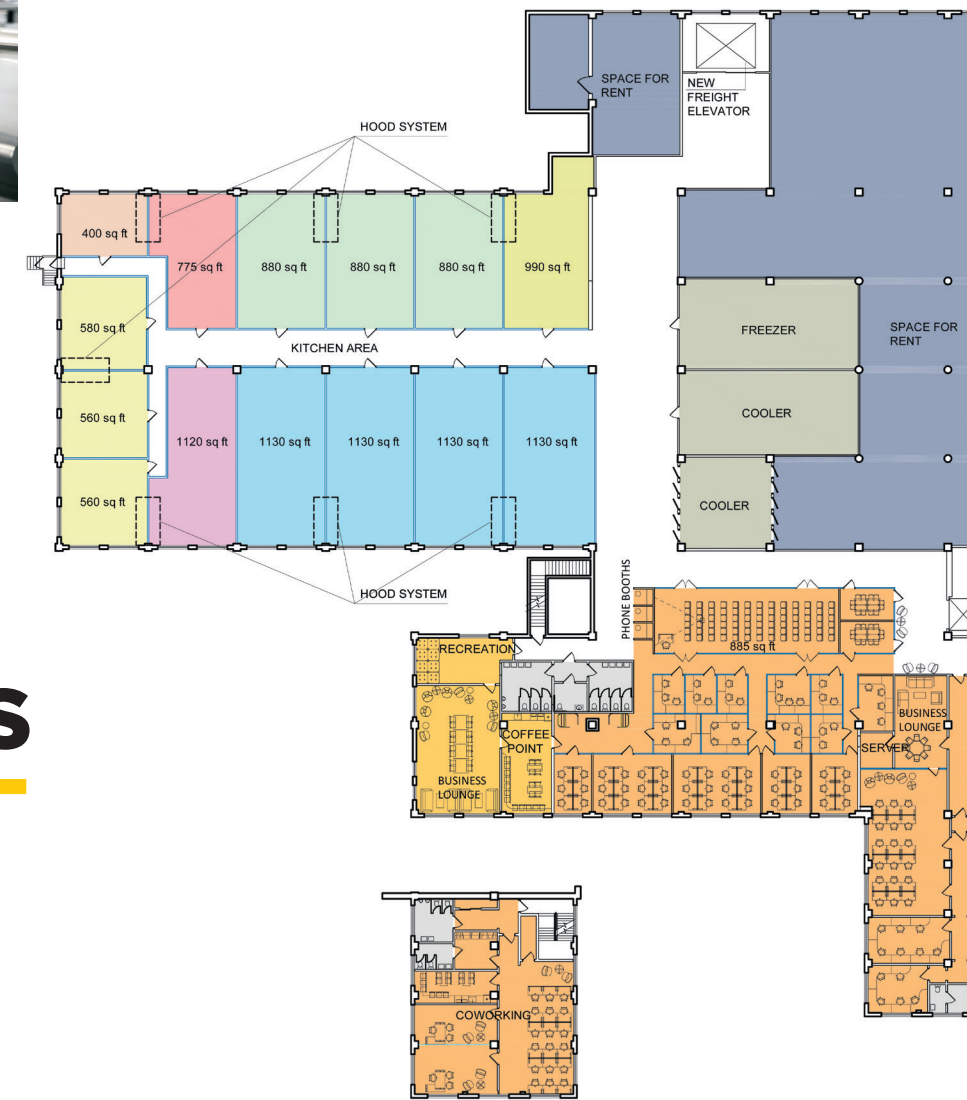 SPACE FOR
RENT
NEW
FREIGHT
ELEVATOR
HOOD SYSTEM
400 sq ft
775 sq ft
880 sq ft
880 sq ft
880 sq ft
990 sq ft
580 sq ft
KITCHEN AREA
FREEZER
SPACE FOR
RENT
560 sq ft
1120 sq ft
1130 sq ft
1130 sq ft
1130 sq ft
1130 sq ft
COOLER
560 sq ft
COOLER
HOOD SYSTEM
PHONE BOOTHS
885 sq ft
RECREATION
S
COFFEE
POINT
BUSINESS
LOUNGE
BUSINESS
LOUNGE
SERVER
COWORKING